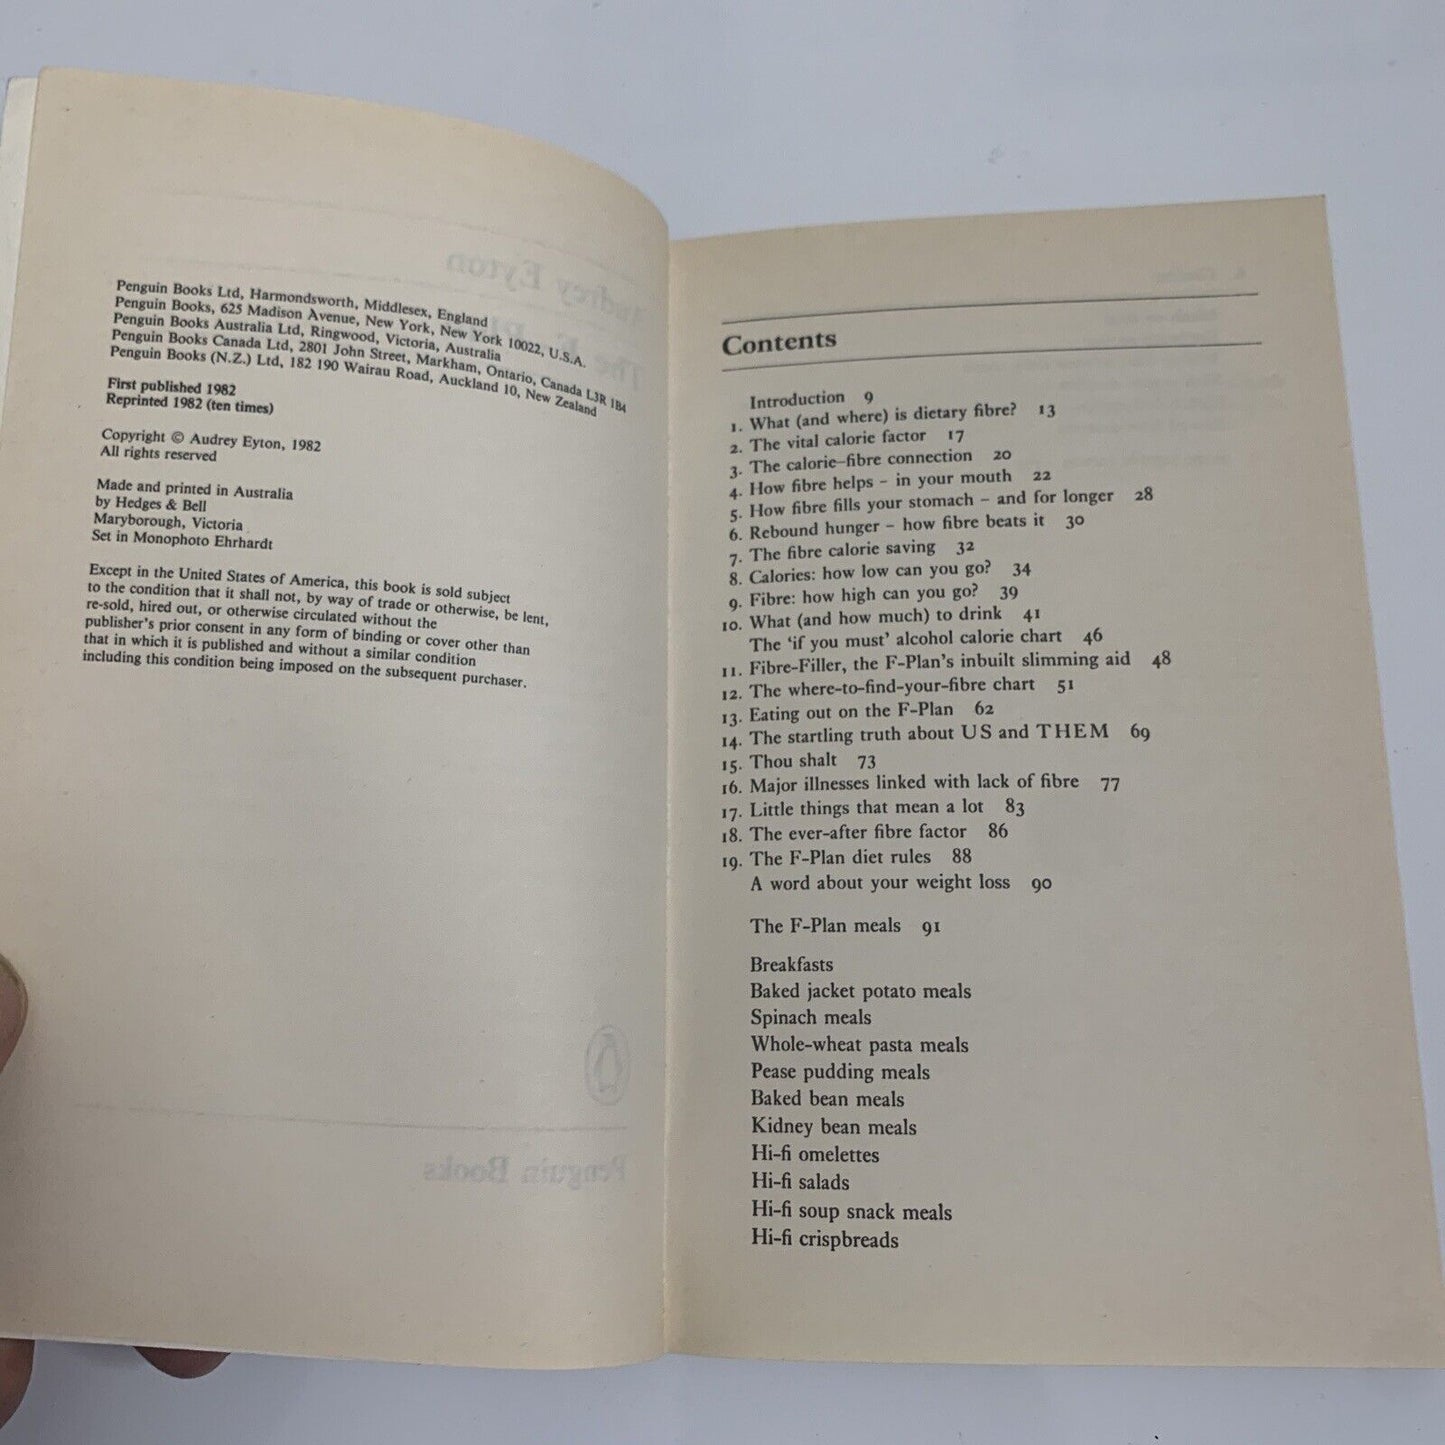 Penguin Books Ltd, Harmondsworth, Middlesex, England
Penguin Books, 625 Madison Avenue, New York, New York 10022, U.S.A.
Penguin Books Australia Ltd, Ringwood, Victoria, Australia
Penguin Books Canada Ltd, 2801 John Street, Markham, Ontario, Canada L3R 1B4
Penguin Books (N.Z.) Ltd, 182 190 Wairau Road, Auckland 10, New Zealand
First published 1982
Reprinted 1982 (ten times)
Copyright © Audrey Eyton, 1982
All rights reserved
Made and printed in Australia
by Hedges & Bell
Maryborough, Victoria
Set in Monophoto Ehrhardt
Except in the United States of America, this book is sold subject
to the condition that it shall not, by way of trade or otherwise, be lent,
re-sold, hired out, or otherwise circulated without the
publisher's prior consent in any form of binding or cover other than
that in which it is published and without a similar condition
including this condition being imposed on the subsequent purchaser.
Audrey Eyton
Penguin Books
Contents
Introduction 9
1. What (and where) is dietary fibre? 13
2. The vital calorie factor 17
3. The calorie–fibre connection 20
4. How fibre helps – in your mouth 22
5. How fibre fills your stomach – and for longer 28
6. Rebound hunger – how fibre beats it 30
7. The fibre calorie saving 32
8. Calories: how low can you go? 34
9. Fibre: how high can you go? 39
10. What (and how much) to drink 41
The 'if you must' alcohol calorie chart 46
11. Fibre-Filler, the F-Plan's inbuilt slimming aid 48
12. The where-to-find-your-fibre chart 51
13. Eating out on the F-Plan 62
14. The startling truth about US and THEM 69
15. Thou shalt 73
16. Major illnesses linked with lack of fibre 77
17. Little things that mean a lot 83
18. The ever-after fibre factor 86
19. The F-Plan diet rules 88
A word about your weight loss 90
The F-Plan meals 91
Breakfasts
Baked jacket potato meals
Spinach meals
Whole-wheat pasta meals
Pease pudding meals
Baked bean meals
Kidney bean meals
Hi-fi omelettes
Hi-fi salads
Hi-fi soup snack meals
Hi-fi crispbreads